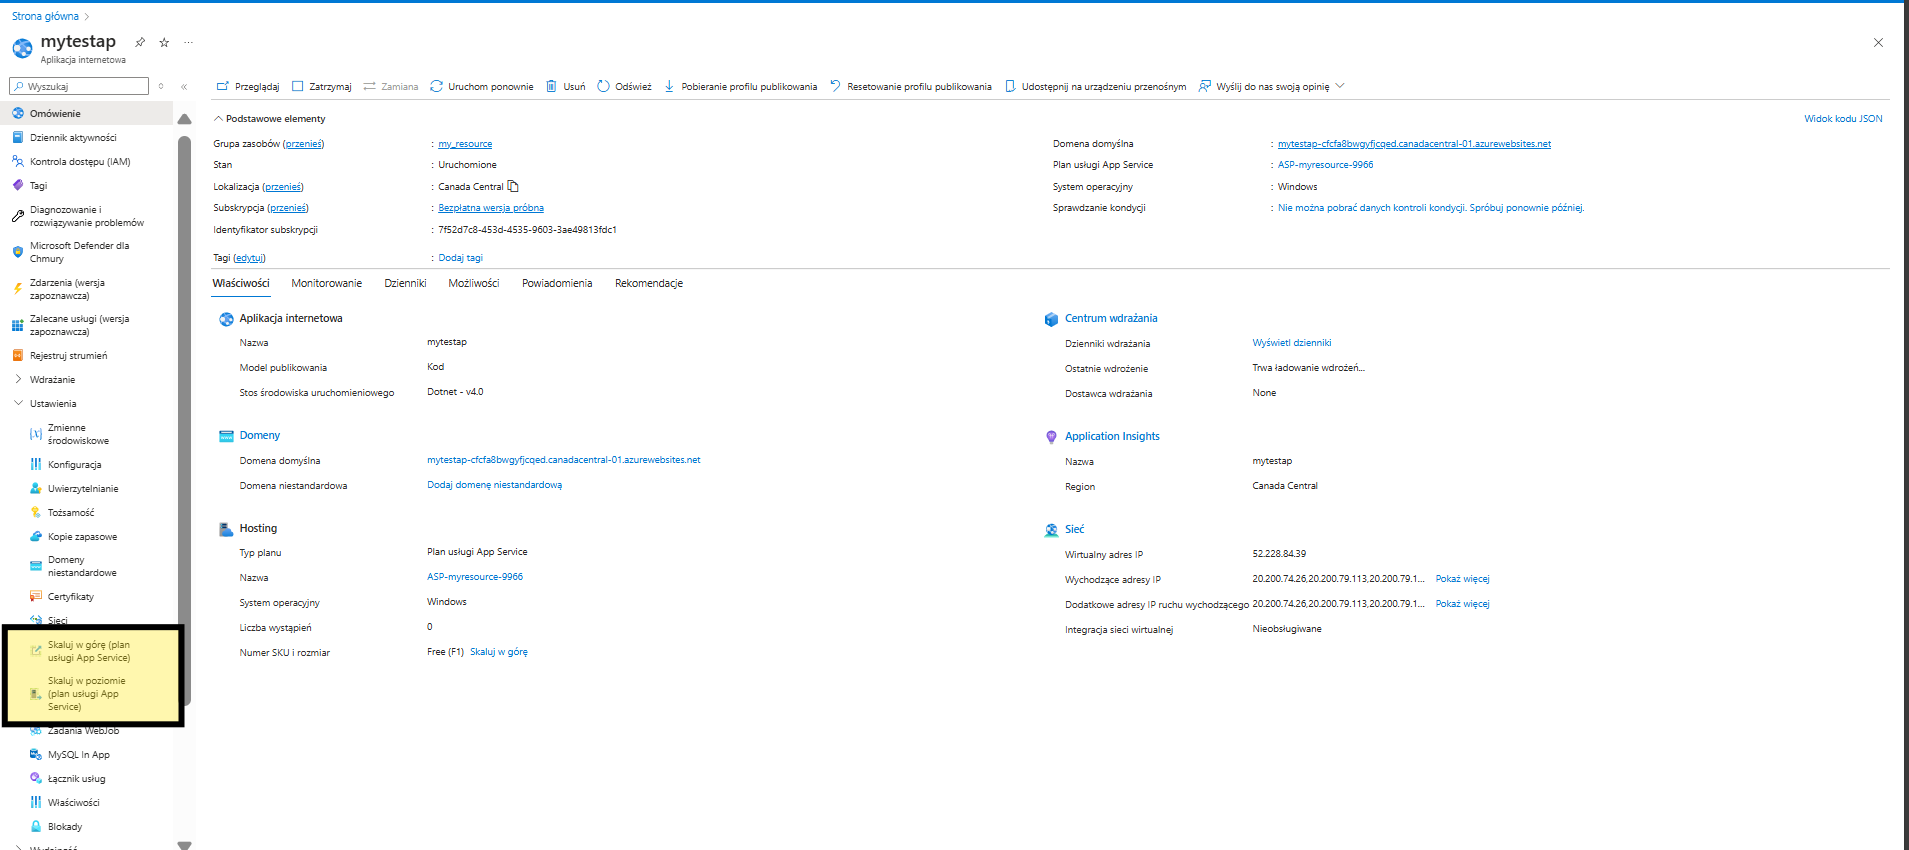 Strona główna
mytestap
Aplikacja internetowa
Wyszukaj
Przeglądaj Zatrzymaj Zamiana Uruchom ponownie Usuń Odśwież Pobieranie profilu publikowania Resetowanie profilu publikowania Udostępnij na urządzeniu przenośnym Wyślij do nas swoją opinię
Omówienie
Dziennik aktywności
Kontrola dostępu (IAM)
Tagi
Diagnozowanie i
rozwiązywanie problemów
Microsoft Defender dla
Chmury
Zdarzenia (wersja
zapoznawcza)
Zalecane usługi (wersja
zapoznawcza)
Rejestruj strumień
Wdrażanie
Ustawienia
Zmienne
środowiskowe
Konfiguracja
Uwierzytelnianie
Tożsamość
Kopie zapasowe
Domeny
niestandardowe
Certyfikaty
Sieci
Skaluj w górę (plan
usługi App Service)
Skaluj w poziomie
(plan usługi App
Service)
Zadania WebJob
MySQL In App
Łącznik usług
Właściwości
Blokady
Wydajność
Podstawowe elementy
Widok kodu JSON
Grupa zasobów (przenieś) : my_resource
Stan : Uruchomione
Lokalizacja (przenieś) : Canada Central
Subskrypcja (przenieś) : Bezpłatna wersja próbna
Identyfikator subskrypcji : 7f52d7c8-453d-4535-9603-3ae49813fdc1
Domena domyślna : mytestap-cfcfa8bwgyfjcqed.canadacentral-01.azurewebsites.net
Plan usługi App Service : ASP-myresource-9966
System operacyjny : Windows
Sprawdzanie kondycji : Nie można pobrać danych kontroli kondycji. Spróbuj ponownie później.
Tagi (edytuj) : Dodaj tagi
Właściwości Monitorowanie Dzienniki Możliwości Powiadomienia Rekomendacje
Aplikacja internetowa
Nazwa mytestap
Model publikowania Kod
Stos środowiska uruchomieniowego Dotnet - v4.0
Domeny
Domena domyślna mytestap-cfcfa8bwgyfjcqed.canadacentral-01.azurewebsites.net
Domena niestandardowa Dodaj domenę niestandardową
Hosting
Typ planu Plan usługi App Service
Nazwa ASP-myresource-9966
System operacyjny Windows
Liczba wystąpień 0
Numer SKU i rozmiar Free (F1) Skaluj w górę
Centrum wdrażania
Dzienniki wdrażania Wyświetl dzienniki
Ostatnie wdrożenie Trwa ładowanie wdrożeń...
Dostawca wdrażania None
Application Insights
Nazwa mytestap
Region Canada Central
Sieć
Wirtualny adres IP 52.228.84.39
Wychodzące adresy IP 20.200.74.26,20.200.79.113,20.200.79.1... Pokaż więcej
Dodatkowe adresy IP ruchu wychodzącego 20.200.74.26,20.200.79.113,20.200.79.1... Pokaż więcej
Integracja sieci wirtualnej Nieobsługiwane